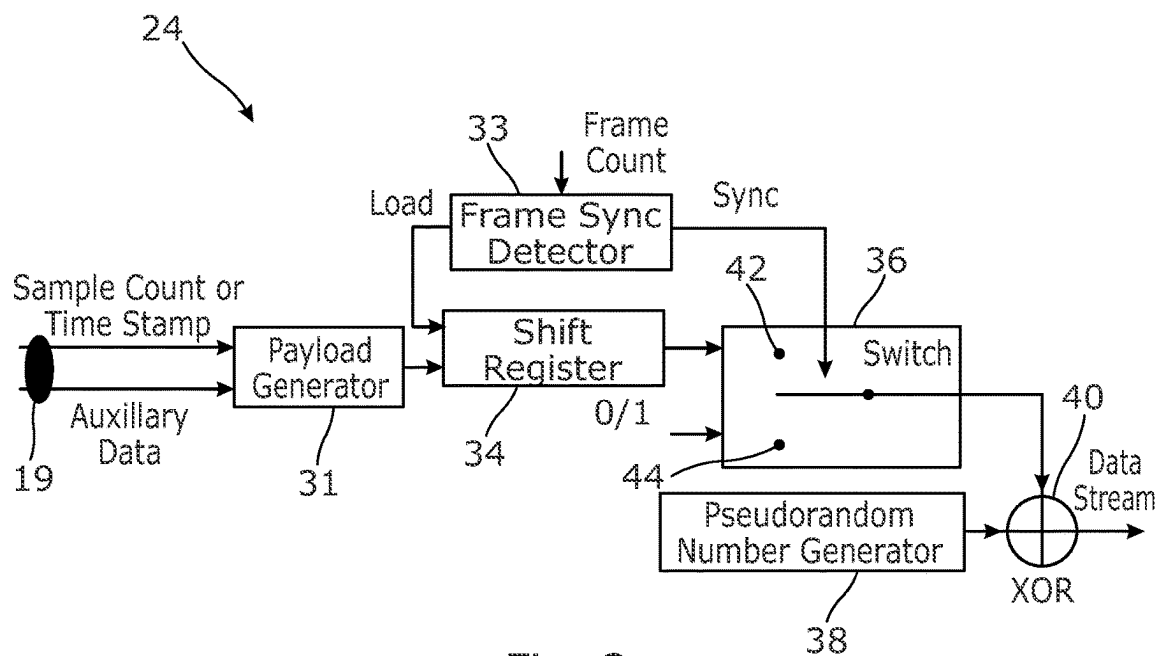 24
33
Frame
Count
Load
Frame Sync
Detector
Sync
42
36
Sample Count or
Time Stamp
Payload
Generator
Shift
Register
Switch
0/1
40
Auxillary
Data
19
31
34
44
Data
Stream
Pseudorandom
Number Generator
XOR
38